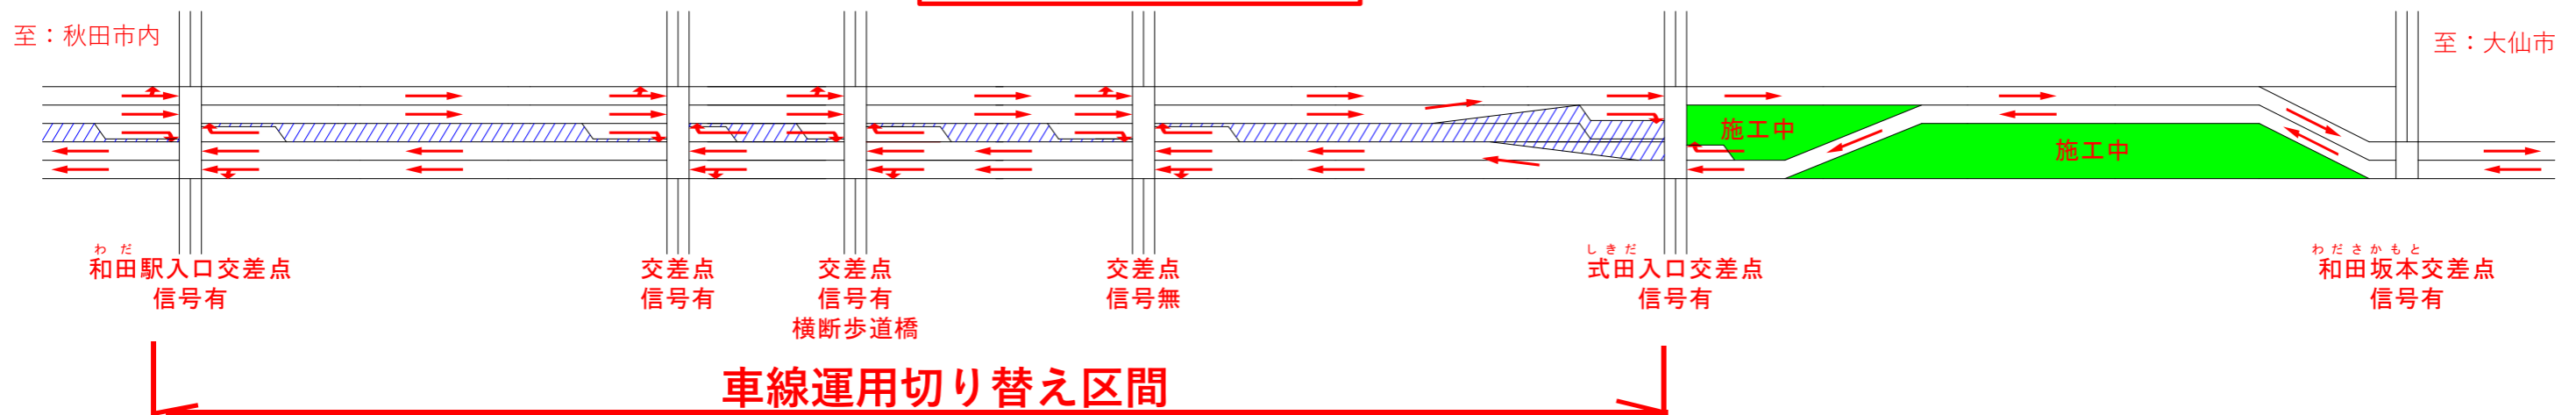 至：秋田市内
至：大仙市
施工中
施工中
わだ
和田駅入口交差点
信号有
交差点
信号有
交差点
信号有
横断歩道橋
交差点
信号無
しきだ
式田入口交差点
信号有
わださかもと
和田坂本交差点
信号有
車線運用切り替え区間